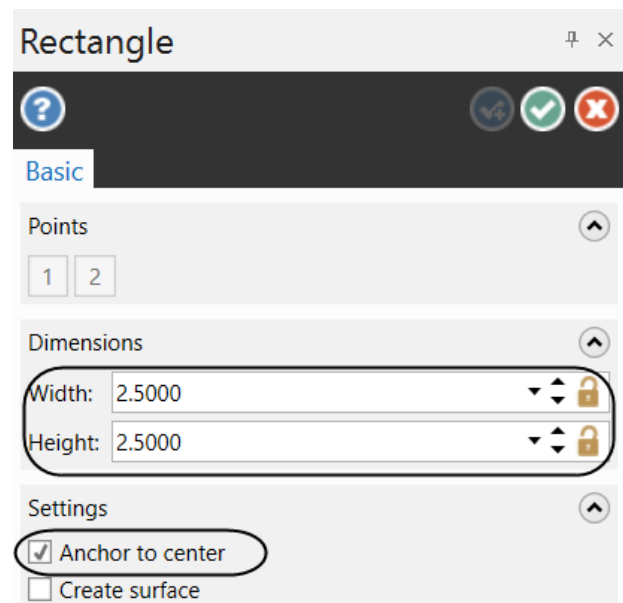 Rectangle
?
Basic
Points
1 2
Dimensions
Width: 2.5000
Height: 2.5000
Settings
Anchor to center
Create surface